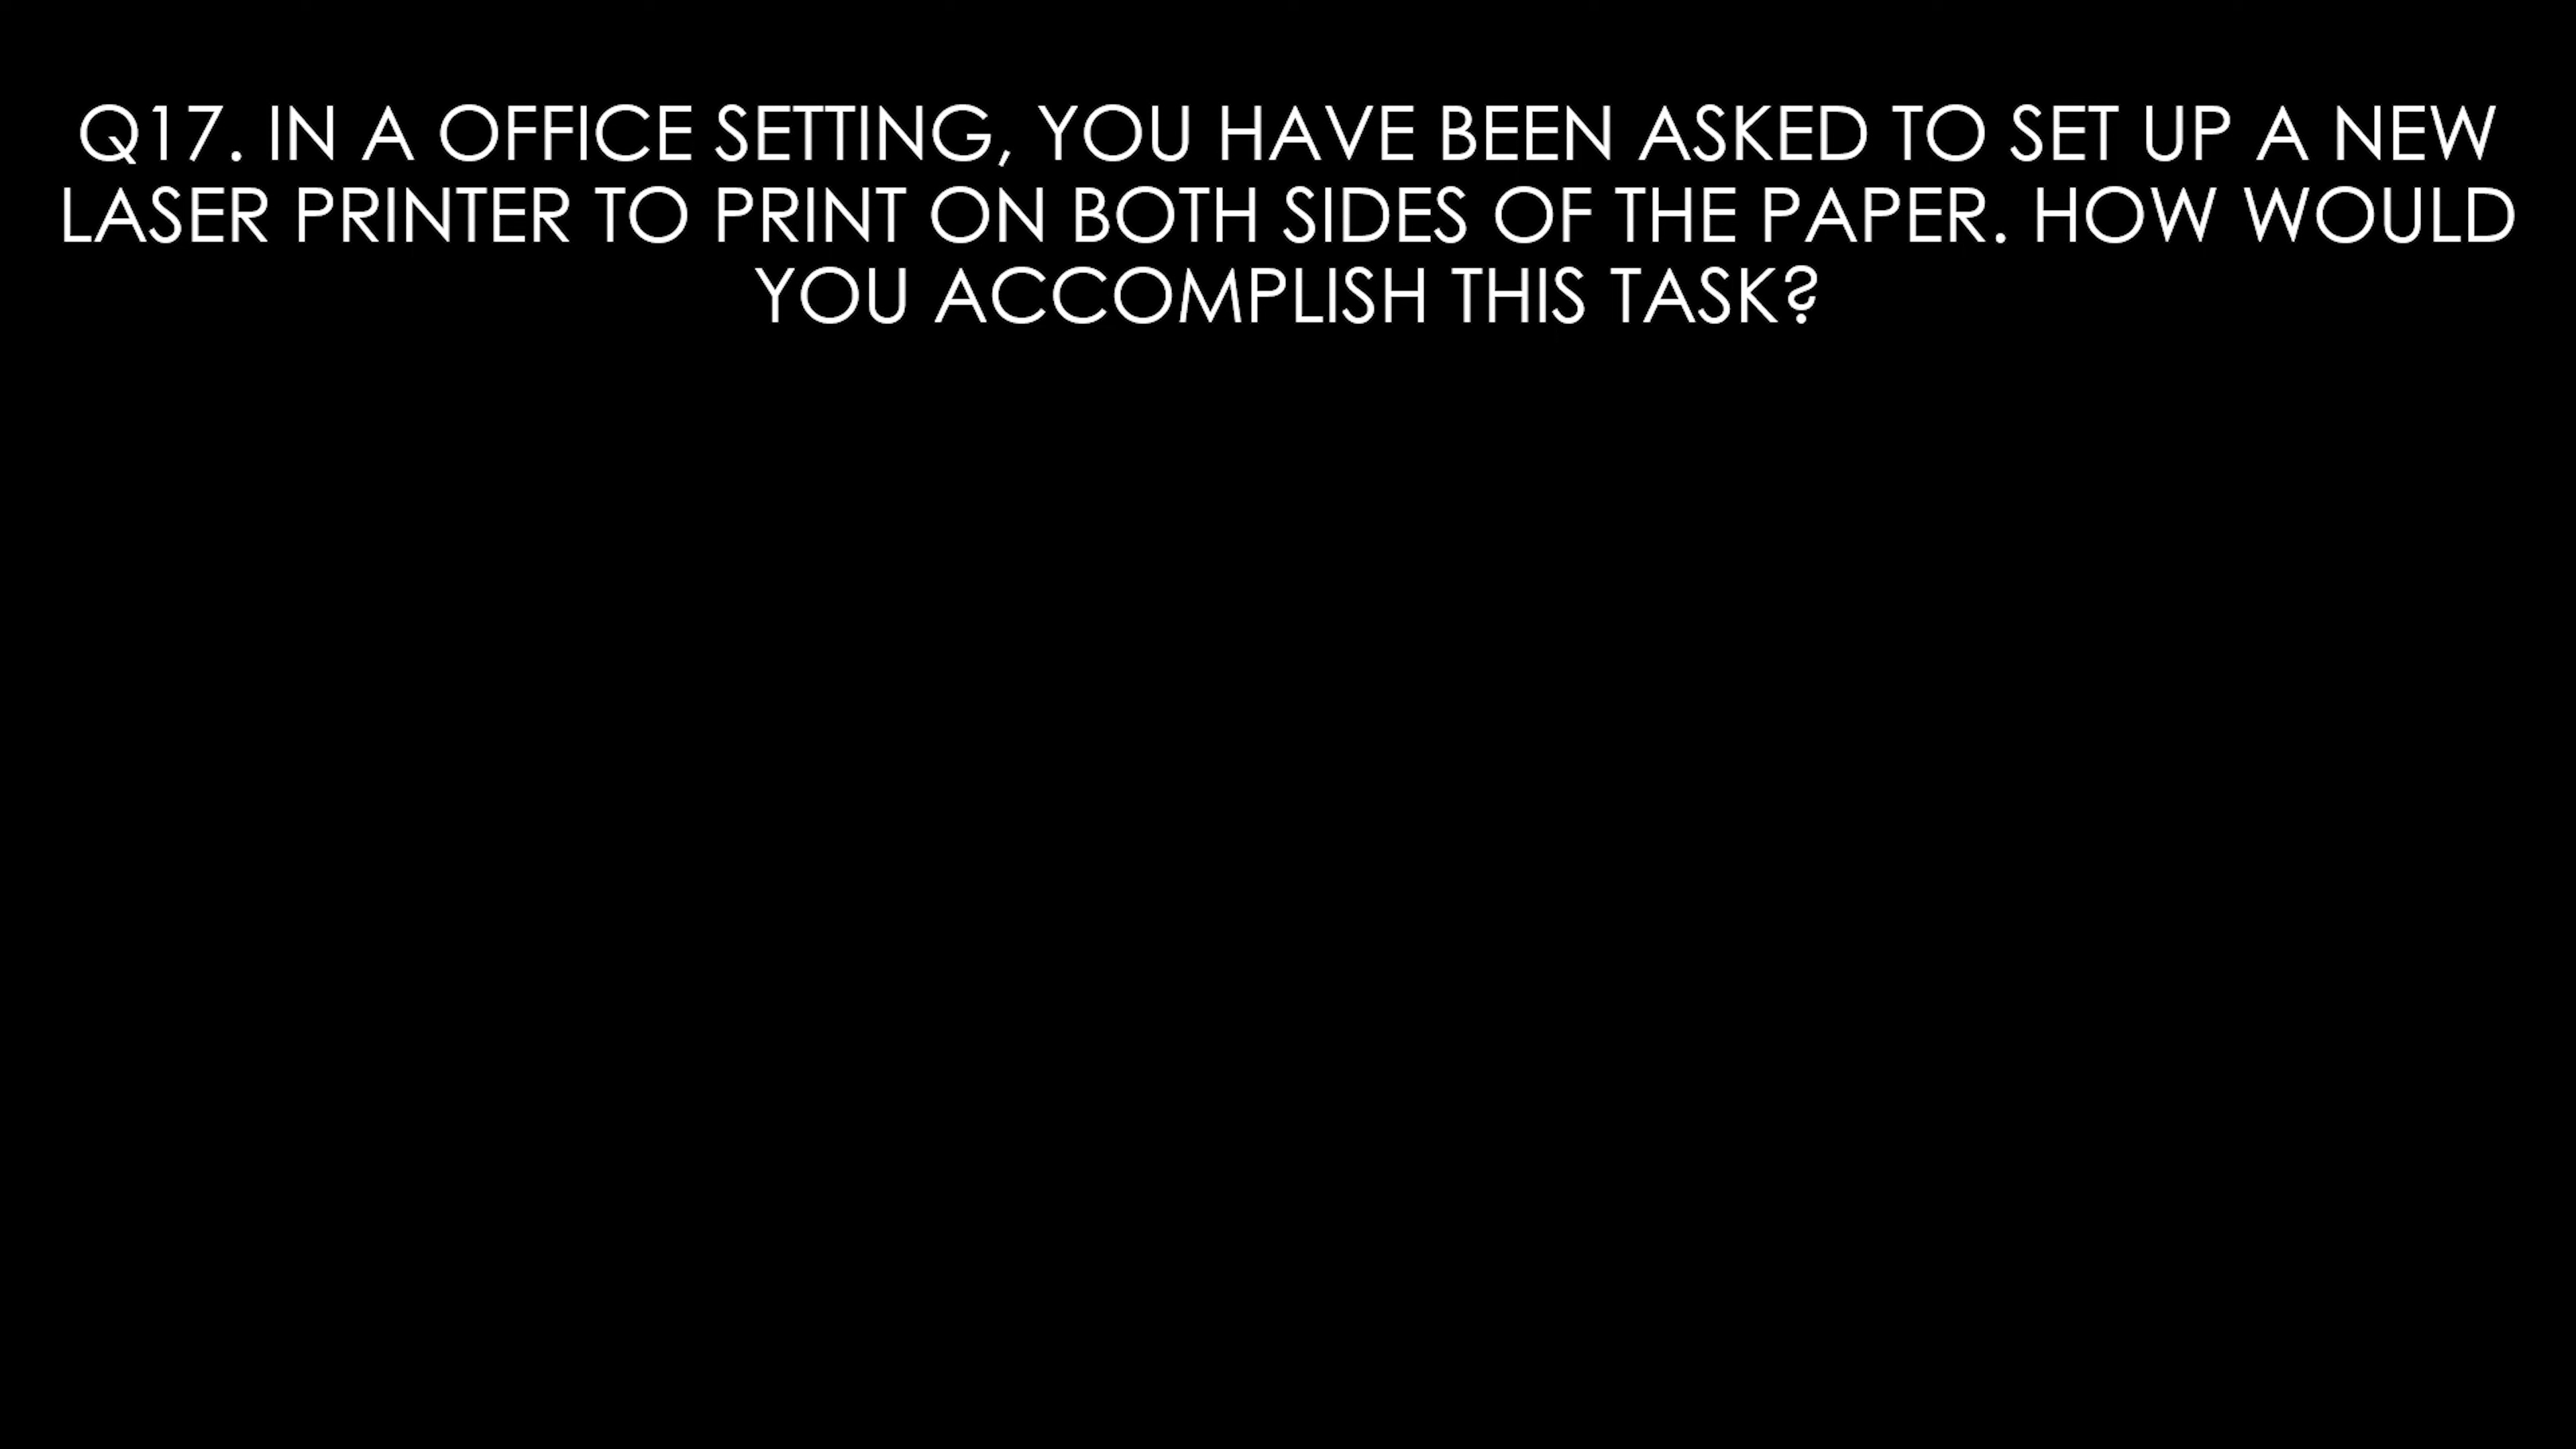 Q17. IN A OFFICE SETTING, YOU HAVE BEEN ASKED TO SET UP A NEW
LASER PRINTER TO PRINT ON BOTH SIDES OF THE PAPER. HOW WOULD
YOU ACCOMPLISH THIS TASK?